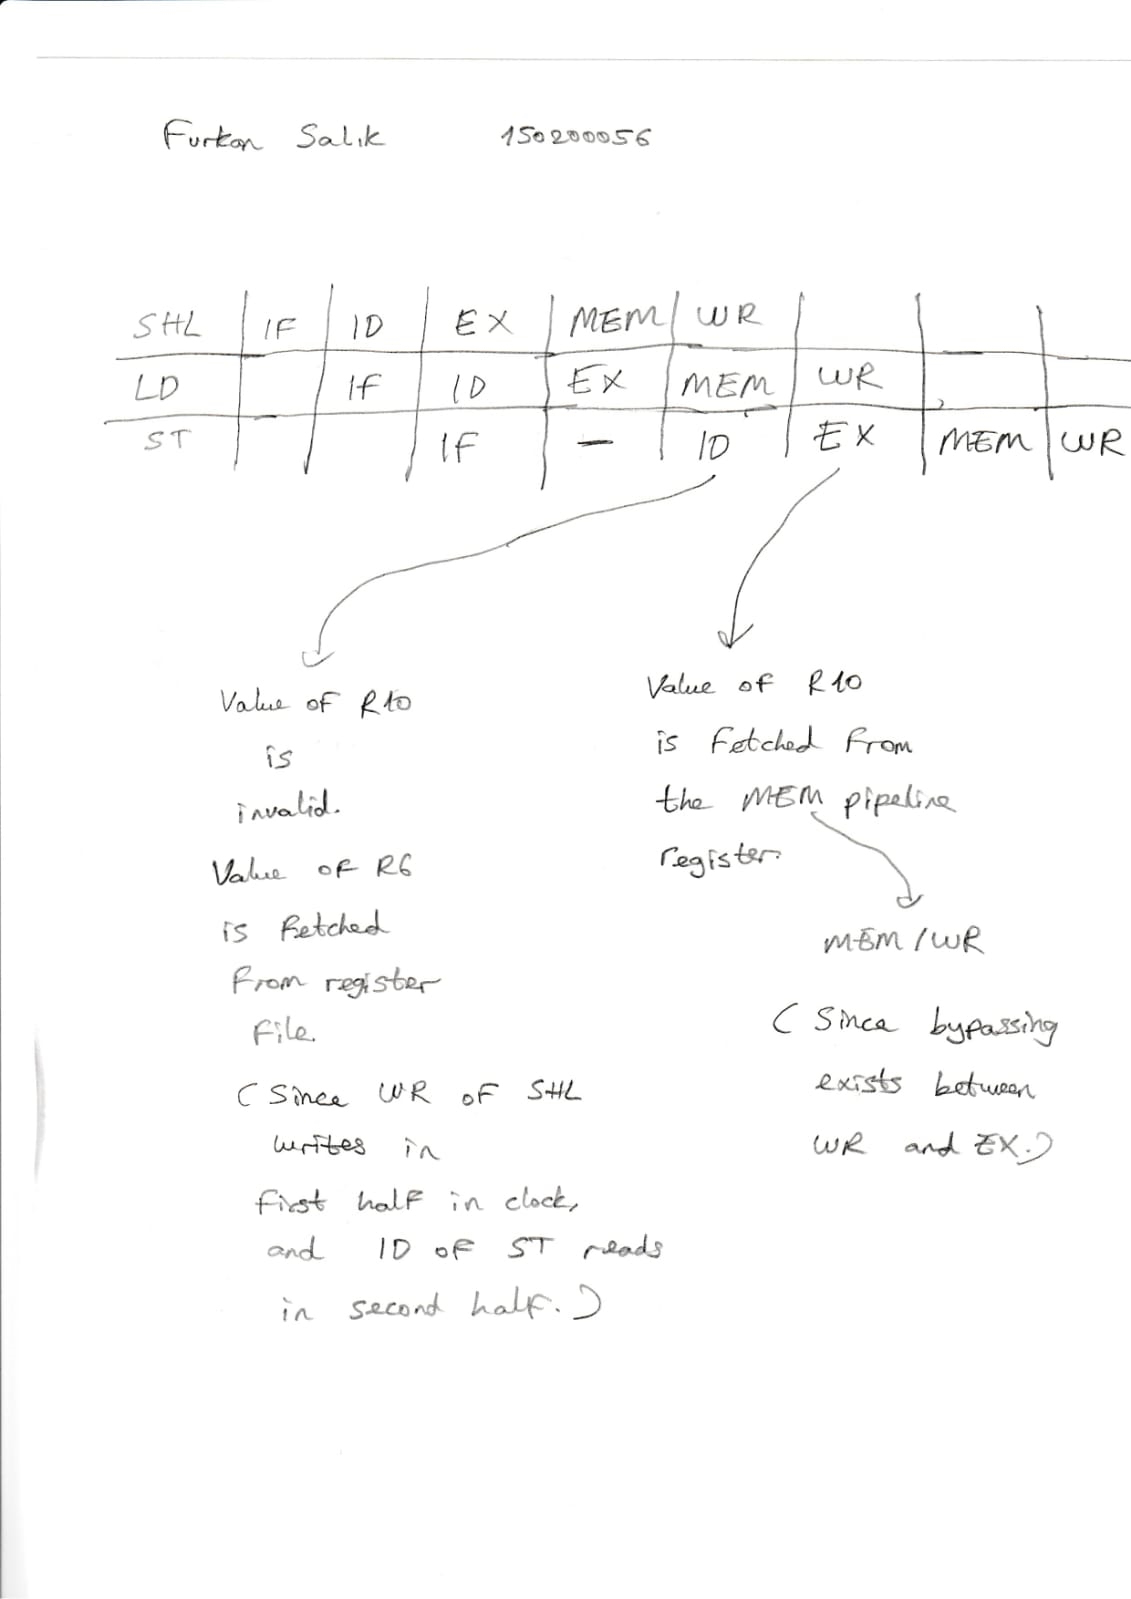 Furkan Salık 150200056
SHL IF ID EX MEM WR
LD IF ID EX MEM WR
ST IF - ID EX MEM WR
Value of R10
is
invalid.
Value of R6
is fetched
from register
file.
(Since WR of SHL
writes in
first half in clock,
and ID of ST reads
in second half.)
Value of R10
is fetched from
the MEM pipeline
register.
MEM/WR
(Since bypassing
exists between
WR and EX.)